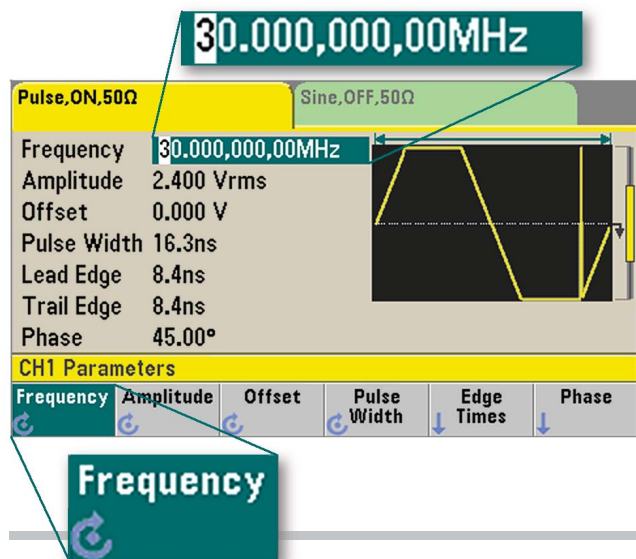 30.000,000,00MHz
Pulse,ON,50Ω Sine,OFF,50Ω
Frequency 30.000,000,00MHz
Amplitude 2.400 Vrms
Offset 0.000 V
Pulse Width 16.3ns
Lead Edge 8.4ns
Trail Edge 8.4ns
Phase 45.00°
CH1 Parameters
Frequency Amplitude Offset Pulse Width Edge Times Phase
Frequency